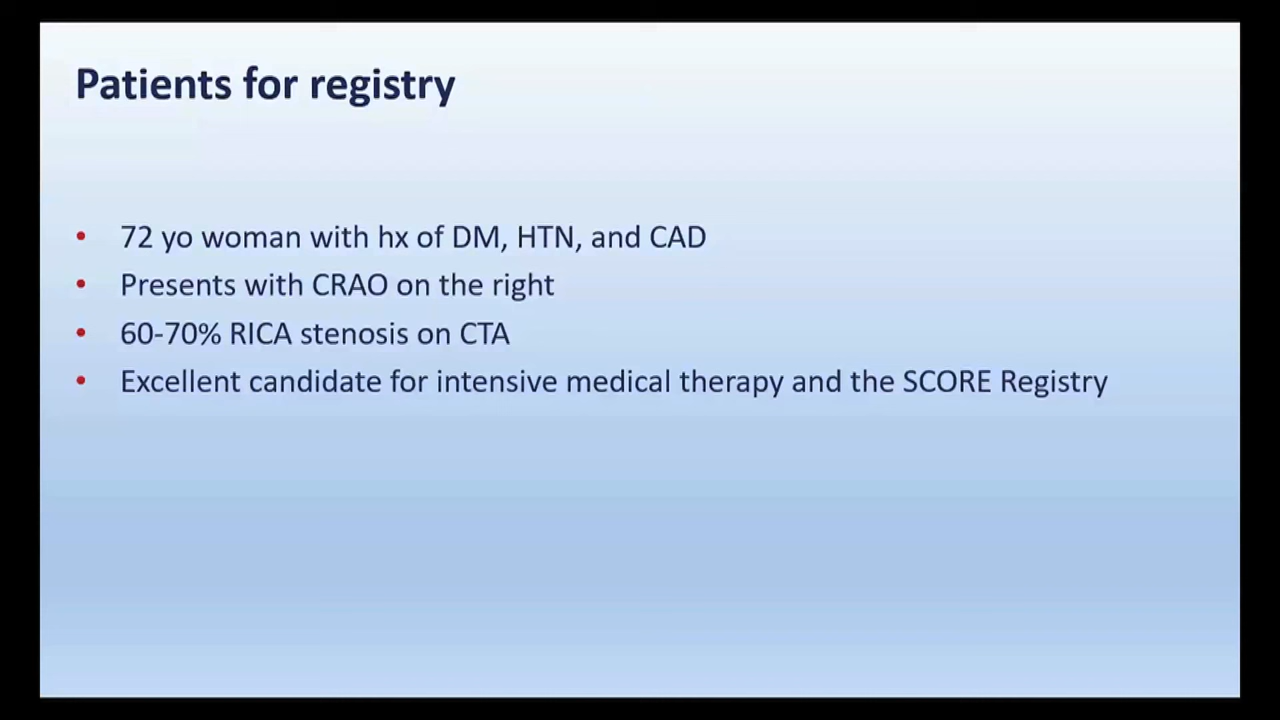 Patients for registry
• 72 yo woman with hx of DM, HTN, and CAD
• Presents with CRAO on the right
• 60-70% RICA stenosis on CTA
• Excellent candidate for intensive medical therapy and the SCORE Registry